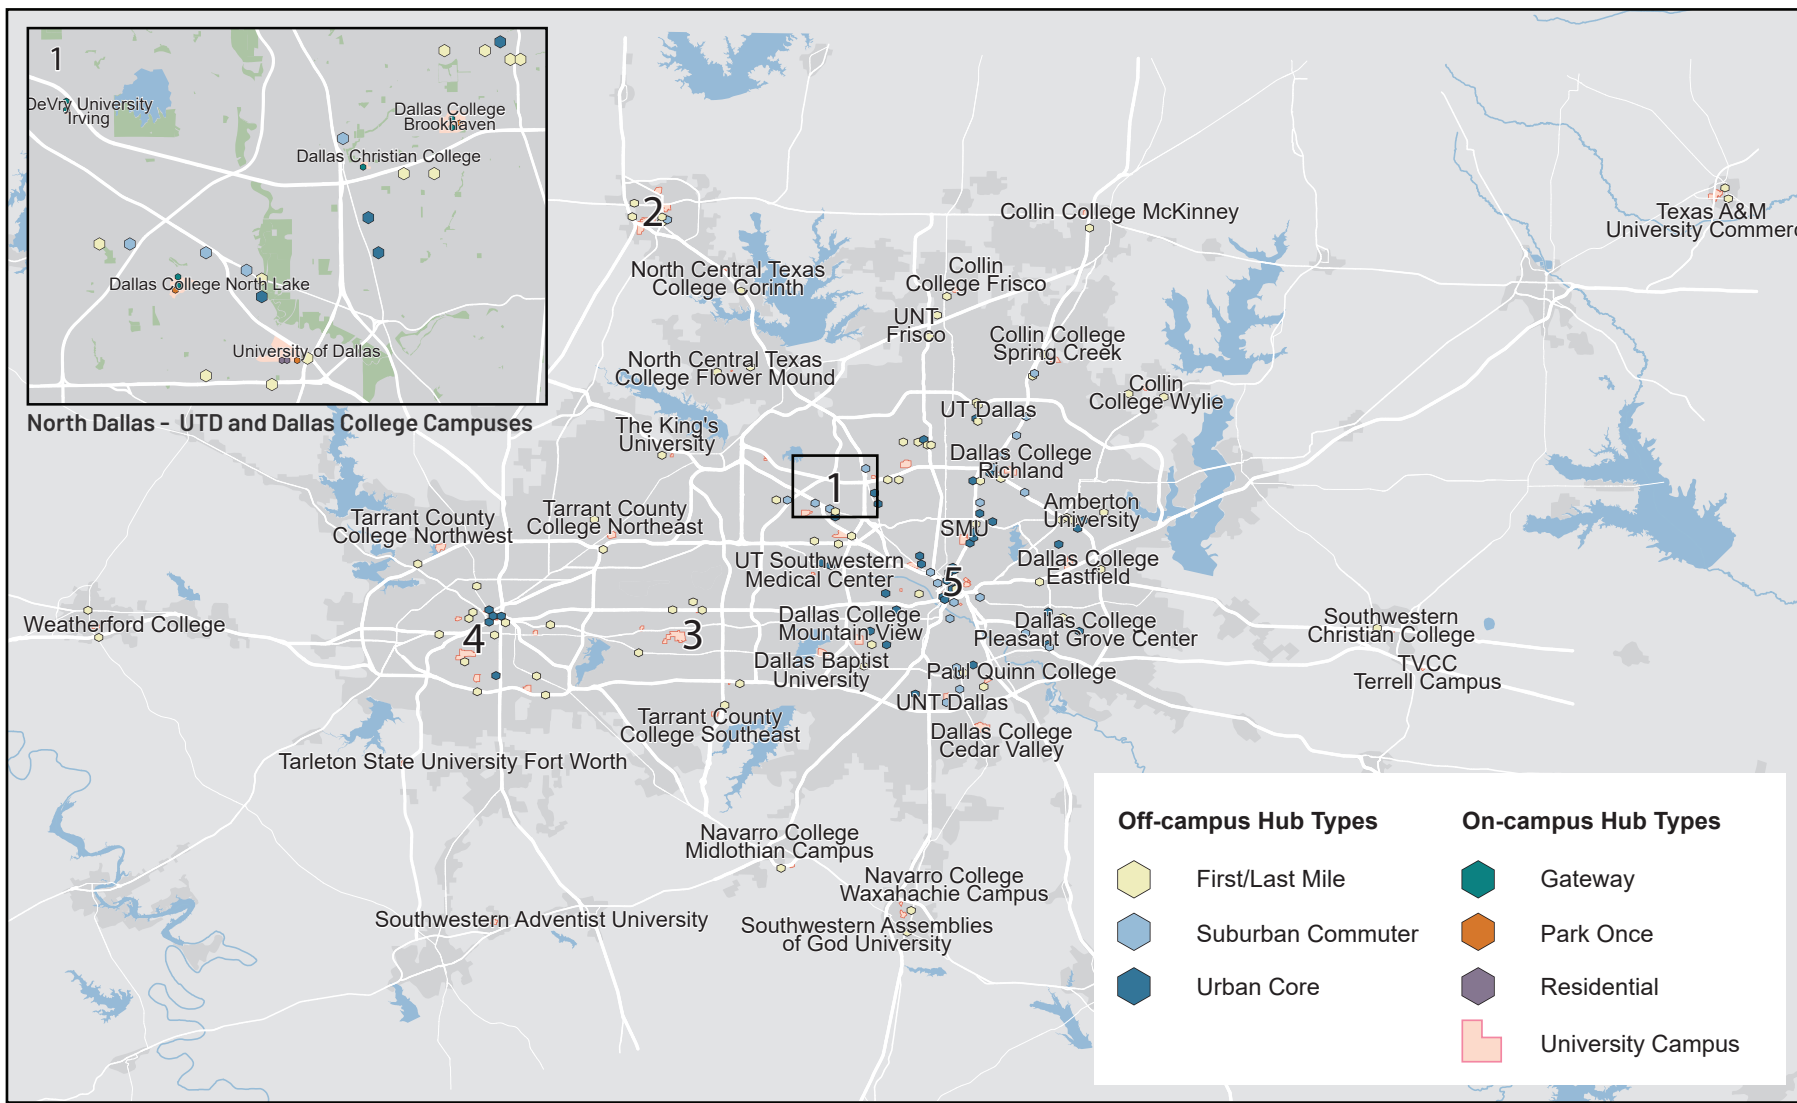 1
DeVry University
Irving
Dallas College
Brookhaven
Dallas Christian College
Dallas College North Lake
University of Dallas
North Dallas - UTD and Dallas College Campuses
2
Collin College McKinney
Texas A&M
University Commerc
North Central Texas
College Corinth
Collin
College Frisco
UNT
Frisco
Collin College
Spring Creek
North Central Texas
College Flower Mound
Collin
College Wylie
The King's
University
UT Dallas
Dallas College
Richland
1
Tarrant County
College Northwest
Tarrant County
College Northeast
Amberton
University
SMU
UT Southwestern
Medical Center
Dallas College
Eastfield
5
Weatherford College
4
3
Dallas College
Mountain View
Dallas College
Pleasant Grove Center
Southwestern
Christian College
Dallas Baptist
University
Paul Quinn College
TVCC
Terrell Campus
UNT Dallas
Tarrant County
College Southeast
Dallas College
Cedar Valley
Tarleton State University Fort Worth
Navarro College
Midlothian Campus
Navarro College
Waxahachie Campus
Southwestern Adventist University
Southwestern Assemblies
of God University
Off-campus Hub Types
First/Last Mile
Suburban Commuter
Urban Core
On-campus Hub Types
Gateway
Park Once
Residential
University Campus